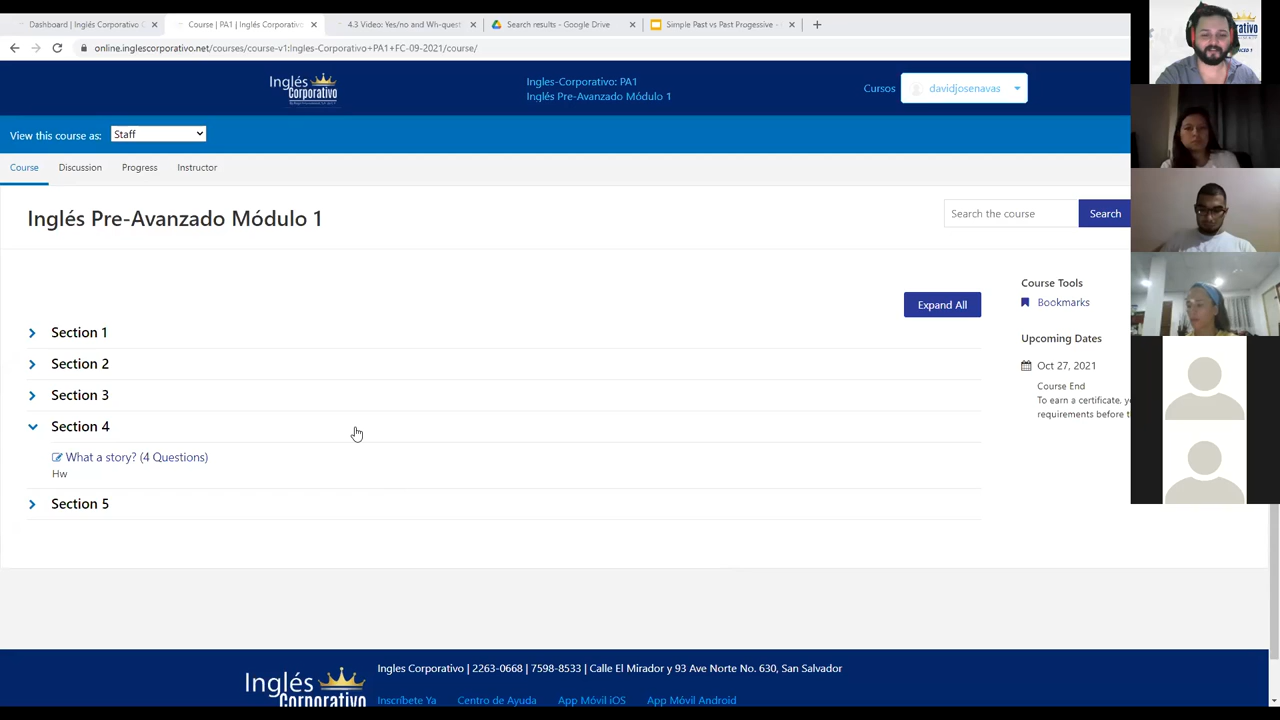 Dashboard | Inglés Corporativo
Course | PA1 | Inglés Corporativo
4.3 Video: Yes/no and Wh-quest
Search results - Google Drive
Simple Past vs Past Progessive -
online.inglescorporativo.net/courses/course-v1:Ingles-Corporativo+PA1+FC-09-2021/course/
Inglés
Corporativo
Ingles-Corporativo: PA1
Inglés Pre-Avanzado Módulo 1
Cursos
davidjosenavas
View this course as:
Staff
Course
Discussion
Progress
Instructor
Inglés Pre-Avanzado Módulo 1
Search the course
Search
Expand All
Course Tools
Bookmarks
Upcoming Dates
Oct 27, 2021
Course End
To earn a certificate, y
requirements before t
Section 1
Section 2
Section 3
Section 4
What a story? (4 Questions)
Hw
Section 5
Inglés
Corporativo
Ingles Corporativo | 2263-0668 | 7598-8533 | Calle El Mirador y 93 Ave Norte No. 630, San Salvador
Inscríbete Ya
Centro de Ayuda
App Móvil iOS
App Móvil Android